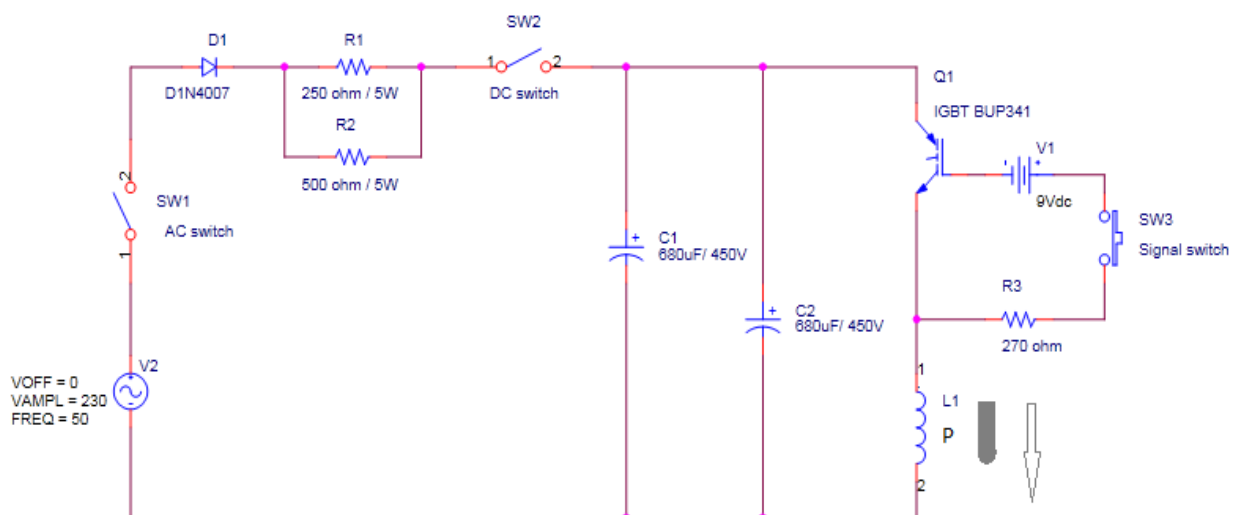 SW2
1
2
DC switch
D1
D1N4007
R1
250 ohm / 5W
R2
500 ohm / 5W
Q1
IGBT BUP341
V1
9Vdc
SW3
Signal switch
2
SW1
AC switch
1
C1
680uF/ 450V
C2
680uF/ 450V
R3
270 ohm
V2
VOFF = 0
VAMPL = 230
FREQ = 50
1
L1
P
2